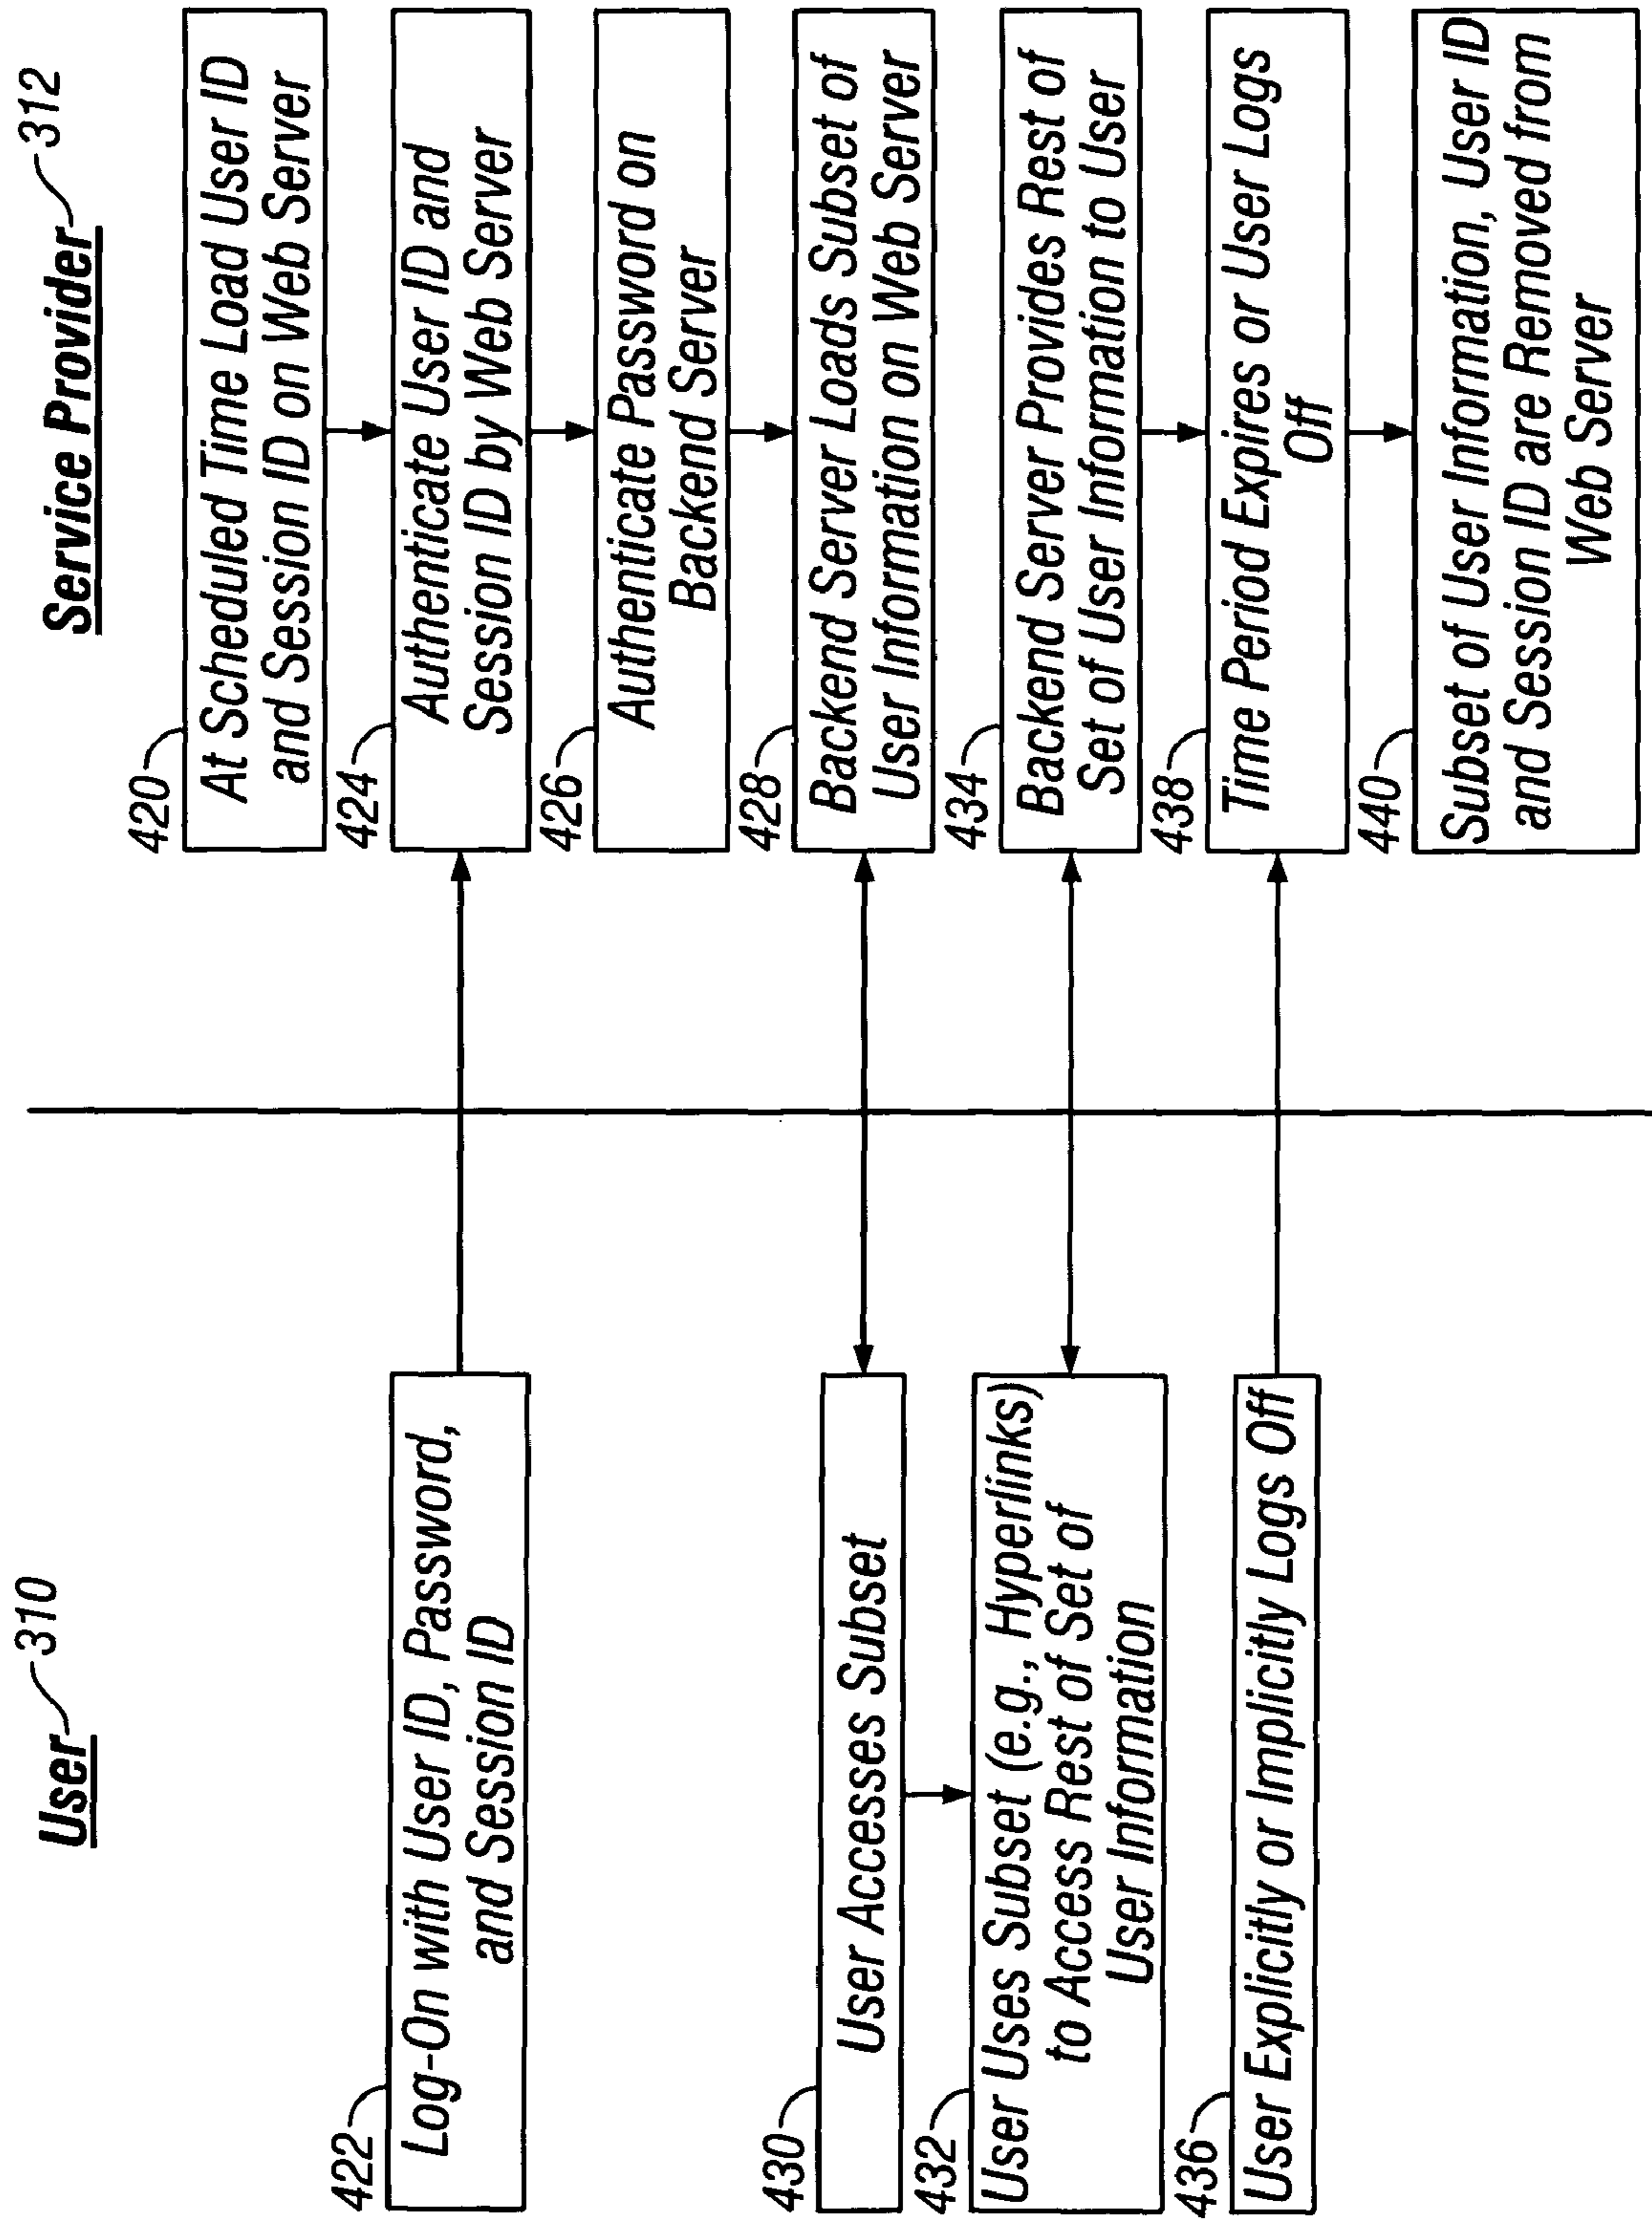 User 310
Service Provider 312
420
At Scheduled Time Load User ID
and Session ID on Web Server
422
Log-On with User ID, Password,
and Session ID
424
Authenticate User ID and
Session ID by Web Server
426
Authenticate Password on
Backend Server
428
Backend Server Loads Subset of
User Information on Web Server
430
User Accesses Subset
432
User Uses Subset (e.g., Hyperlinks)
to Access Rest of Set of
User Information
434
Backend Server Provides Rest of
Set of User Information to User
436
User Explicitly or Implicitly Logs Off
438
Time Period Expires or User Logs
Off
440
Subset of User Information, User ID
and Session ID are Removed from
Web Server